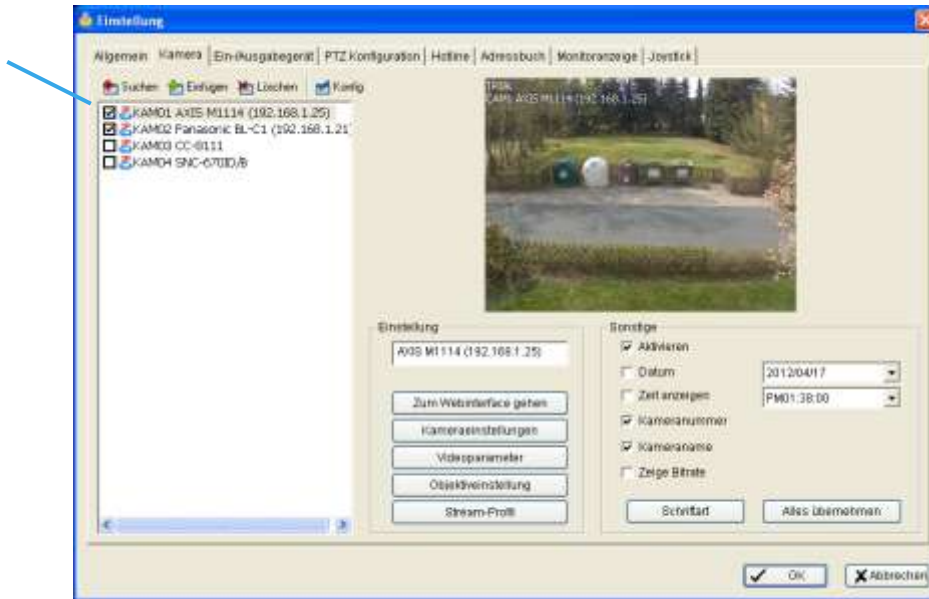 Einstellung
Allgemein Kamera Ein-/Ausgabegerät PTZ Konfiguration Hotline Adressbuch Monitoranzeige Joystick
Suchen Einfügen Löschen Konfig
KAM01 AXIS M1114 (192.168.1.25)
KAM02 Panasonic BL-C1 (192.168.1.21
KAM03 CC-8111
KAM04 SNC-670ID/B
CAM1 AXIS M1114 (192.168.1.25)
Einstellung
AXIS M1114 (192.168.1.25)
Zum Webinterface gehen
Kameraeinstellungen
Videoparameter
Objektiveinstellung
Stream-Profil
Sonstige
Aktivieren
Datum 2012/04/17
Zeit anzeigen PM01:38:00
Kameranummer
Kameraname
Zeige Bitrate
Schriftart Alles übernehmen
OK Abbrechen